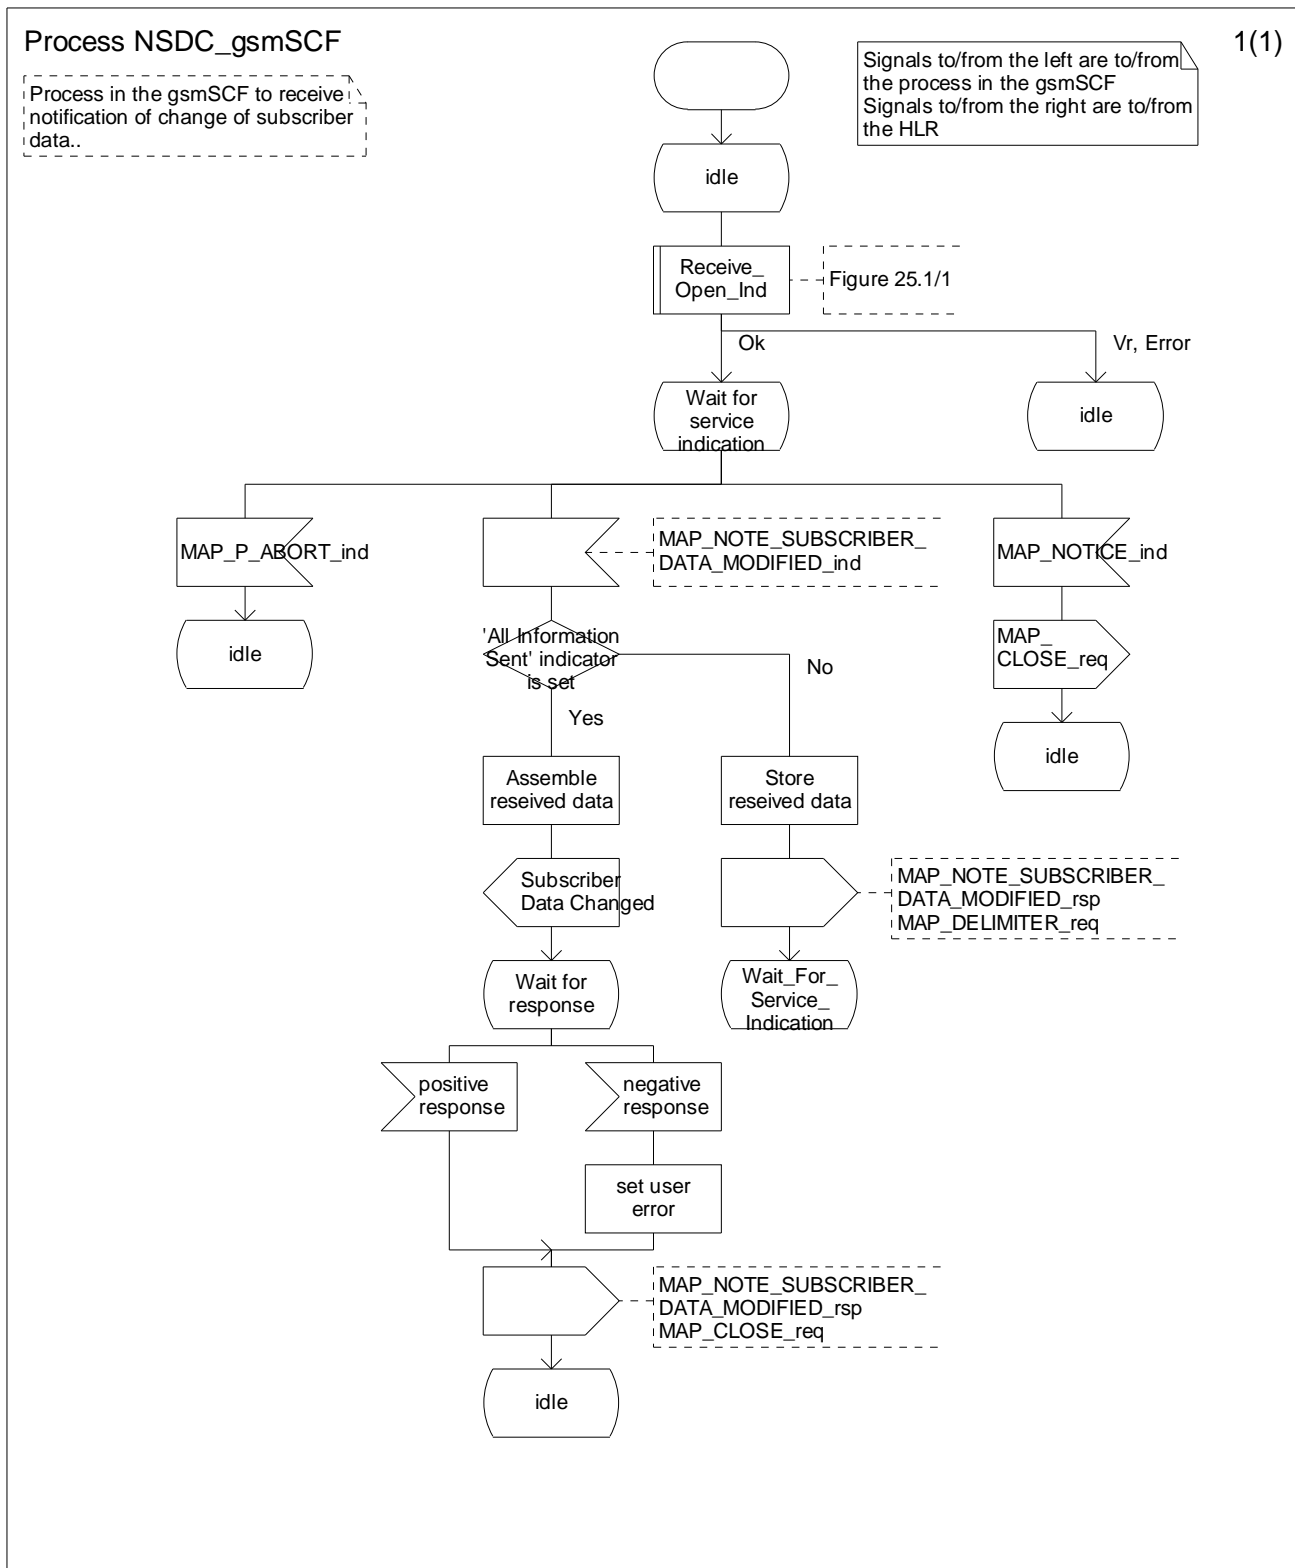 Process NSDC_gsmSCF
1(1)
Process in the gsmSCF to receive
notification of change of subscriber
data..
Signals to/from the left are to/from
the process in the gsmSCF
Signals to/from the right are to/from
the HLR
idle
Receive_
Open_Ind
Figure 25.1/1
Ok
Vr, Error
Wait for
service
indication
idle
MAP_P_ABORT_ind
MAP_NOTE_SUBSCRIBER_
DATA_MODIFIED_ind
MAP_NOTICE_ind
idle
'All Information
Sent' indicator
is set
No
MAP_
CLOSE_req
Yes
idle
Assemble
reseived data
Store
reseived data
Subscriber
Data Changed
MAP_NOTE_SUBSCRIBER_
DATA_MODIFIED_rsp
MAP_DELIMITER_req
Wait for
response
Wait_For_
Service_
Indication
positive
response
negative
response
set user
error
MAP_NOTE_SUBSCRIBER_
DATA_MODIFIED_rsp
MAP_CLOSE_req
idle